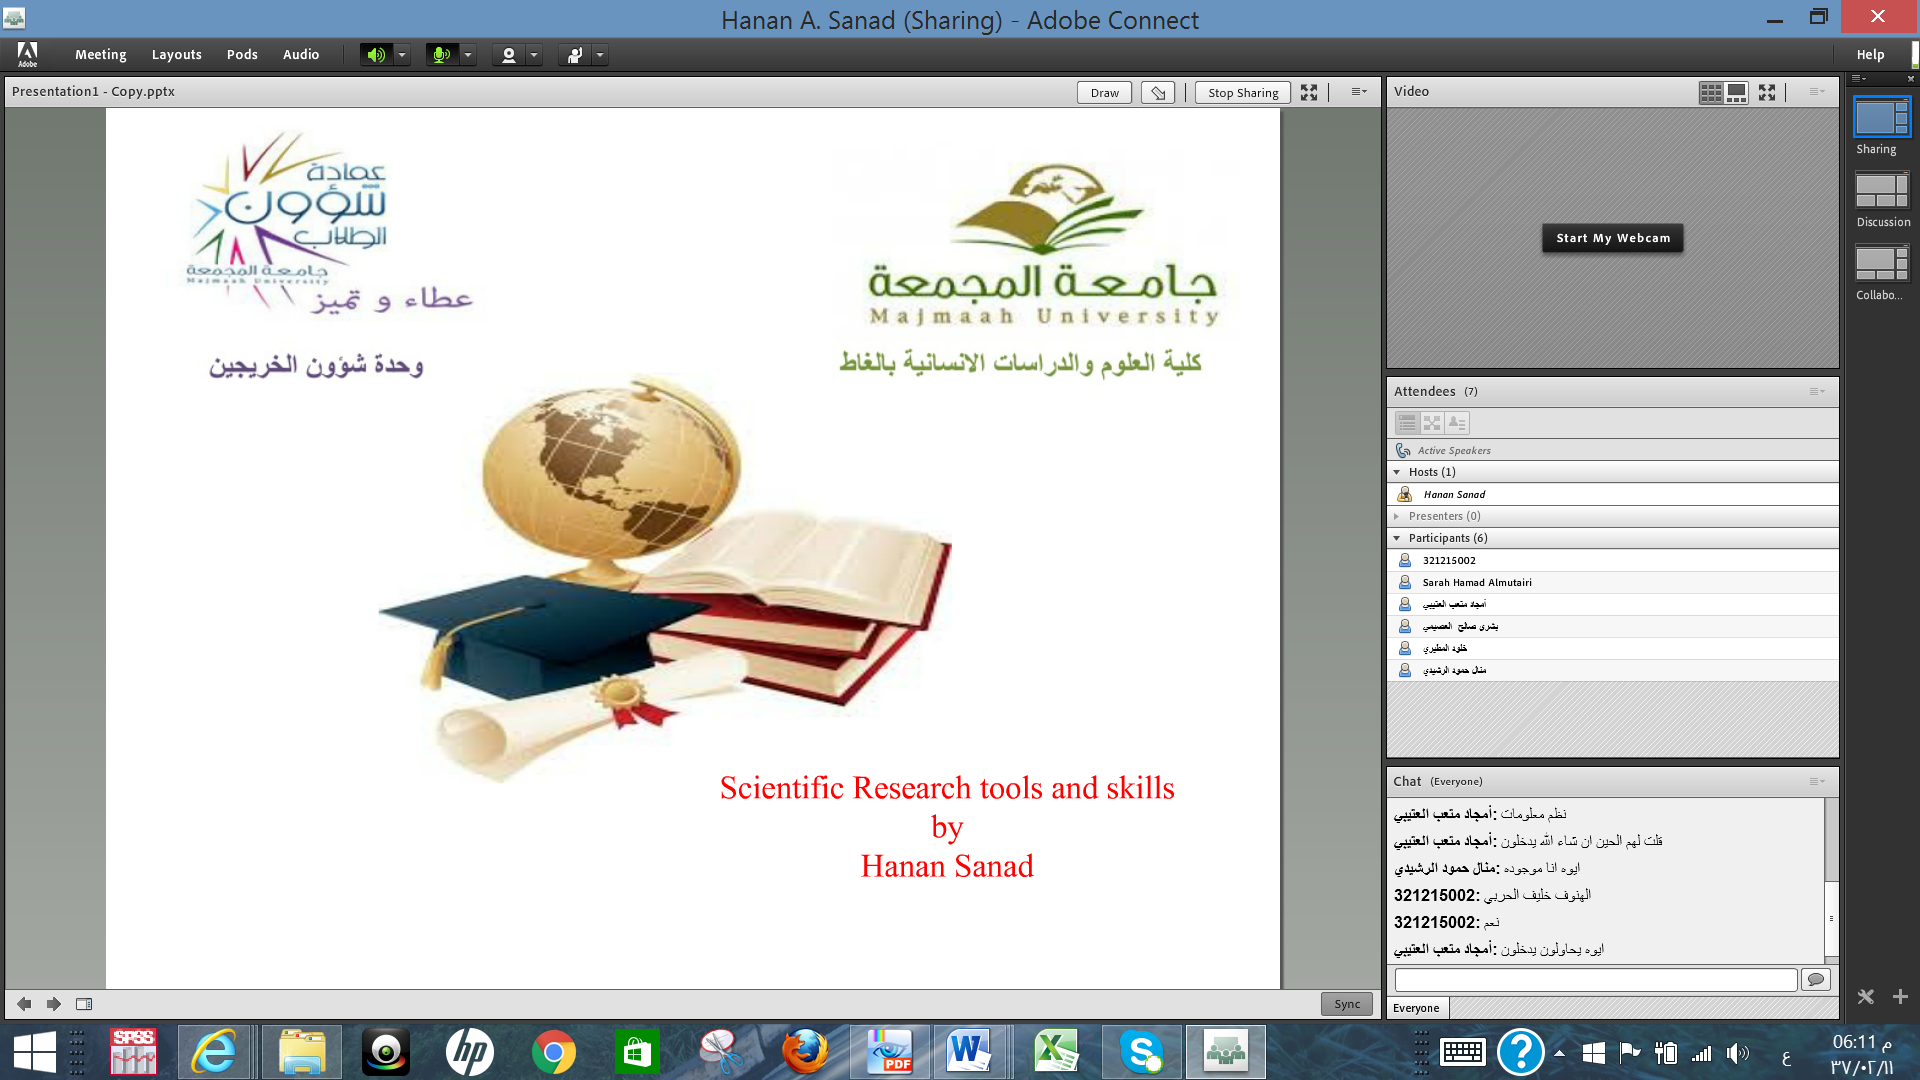 Hanan A. Sanad (Sharing) - Adobe Connect
Adobe
Meeting Layouts Pods Audio
Help
Presentation1 - Copy.pptx
Draw
Stop Sharing
عمادة
شؤون
الطلاب
جامعة المجمعة
Majmaah University
عطاء و تميز
وحدة شؤون الخريجين
جامعة المجمعة
Majmaah University
كلية العلوم والدراسات الانسانية بالغاط
Scientific Research tools and skills
by
Hanan Sanad
Sync
Video
Start My Webcam
Attendees (7)
Active Speakers
Hosts (1)
Hanan Sanad
Presenters (0)
Participants (6)
321215002
Sarah Hamad Almutairi
أمجاد متعب العتيبي
بشرى صالح العصيمي
خلود المطيري
منال حمود الرشيدي
Chat (Everyone)
أمجاد متعب العتيبي: نظم معلومات
أمجاد متعب العتيبي: قلت لهم الحين ان شاء الله يدخلون
منال حمود الرشيدي: ايوه انا موجوده
321215002: الهنوف خليف الحربي
321215002: نعم
أمجاد متعب العتيبي: ايوه يحاولون يدخلون
Everyone
Sharing
Discussion
Collabo...
SPSS
hp
PDF
ع
06:11 م
٣٧/٠٢/١١